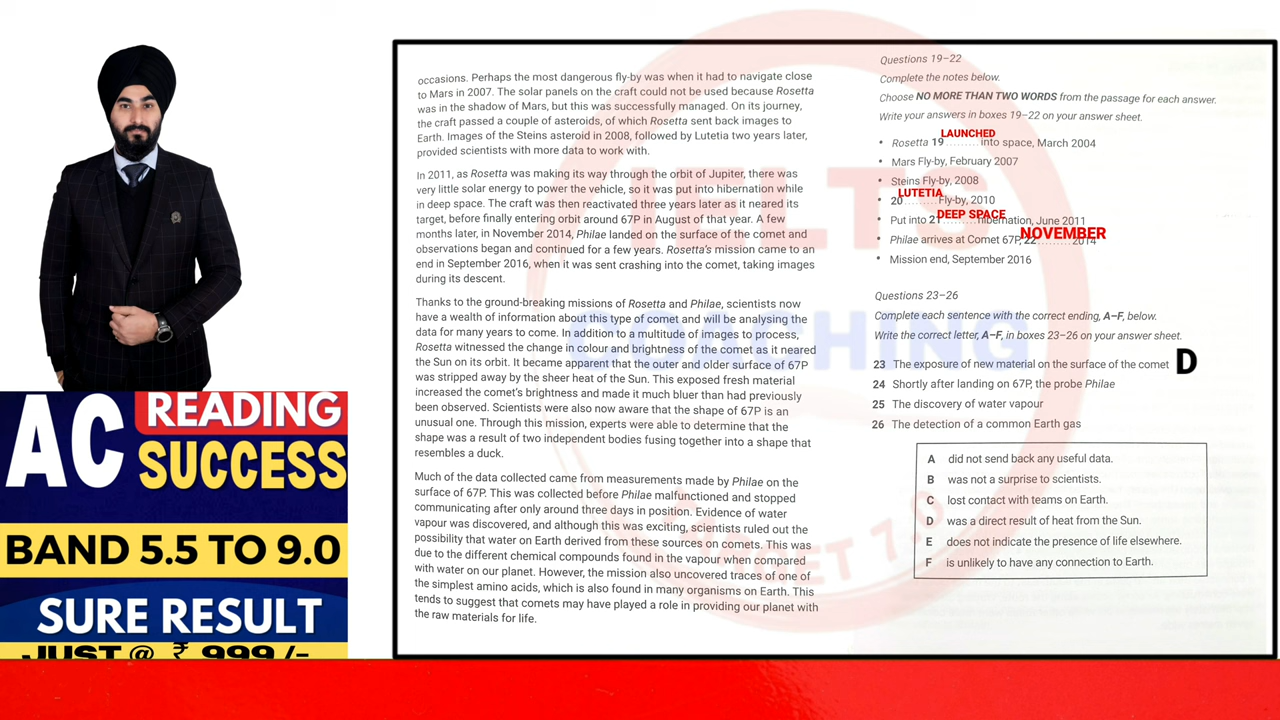 AC
READING
SUCCESS
BAND 5.5 TO 9.0
SURE RESULT
JUST @ ₹ 999/-
occasions. Perhaps the most dangerous fly-by was when it had to navigate close
to Mars in 2007. The solar panels on the craft could not be used because Rosetta
was in the shadow of Mars, but this was successfully managed. On its journey,
the craft passed a couple of asteroids, of which Rosetta sent back images to
Earth. Images of the Steins asteroid in 2008, followed by Lutetia two years later,
provided scientists with more data to work with.
In 2011, as Rosetta was making its way through the orbit of Jupiter, there was
very little solar energy to power the vehicle, so it was put into hibernation while
in deep space. The craft was then reactivated three years later as it neared its
target, before finally entering orbit around 67P in August of that year. A few
months later, in November 2014, Philae landed on the surface of the comet and
observations began and continued for a few years. Rosetta's mission came to an
end in September 2016, when it was sent crashing into the comet, taking images
during its descent.
Thanks to the ground-breaking missions of Rosetta and Philae, scientists now
have a wealth of information about this type of comet and will be analysing the
data for many years to come. In addition to a multitude of images to process,
Rosetta witnessed the change in colour and brightness of the comet as it neared
the Sun on its orbit. It became apparent that the outer and older surface of 67P
was stripped away by the sheer heat of the Sun. This exposed fresh material
increased the comet's brightness and made it much bluer than had previously
been observed. Scientists were also now aware that the shape of 67P is an
unusual one. Through this mission, experts were able to determine that the
shape was a result of two independent bodies fusing together into a shape that
resembles a duck.
Much of the data collected came from measurements made by Philae on the
surface of 67P. This was collected before Philae malfunctioned and stopped
communicating after only around three days in position. Evidence of water
vapour was discovered, and although this was exciting, scientists ruled out the
possibility that water on Earth derived from these sources on comets. This was
due to the different chemical compounds found in the vapour when compared
with water on our planet. However, the mission also uncovered traces of one of
the simplest amino acids, which is also found in many organisms on Earth. This
tends to suggest that comets may have played a role in providing our planet with
the raw materials for life.
Questions 19–22
Complete the notes below.
Choose NO MORE THAN TWO WORDS from the passage for each answer.
Write your answers in boxes 19–22 on your answer sheet.
LAUNCHED
• Rosetta 19 ......... into space, March 2004
• Mars Fly-by, February 2007
• Steins Fly-by, 2008
LUTETIA
• 20 ......... Fly-by, 2010
DEEP SPACE
• Put into 21 ......... hibernation, June 2011
NOVEMBER
• Philae arrives at Comet 67P, 22 ......... 2014
• Mission end, September 2016
Questions 23–26
Complete each sentence with the correct ending, A–F, below.
Write the correct letter, A–F, in boxes 23–26 on your answer sheet.
23 The exposure of new material on the surface of the comet D
24 Shortly after landing on 67P, the probe Philae
25 The discovery of water vapour
26 The detection of a common Earth gas
A did not send back any useful data.
B was not a surprise to scientists.
C lost contact with teams on Earth.
D was a direct result of heat from the Sun.
E does not indicate the presence of life elsewhere.
F is unlikely to have any connection to Earth.
IELTS
COACHING